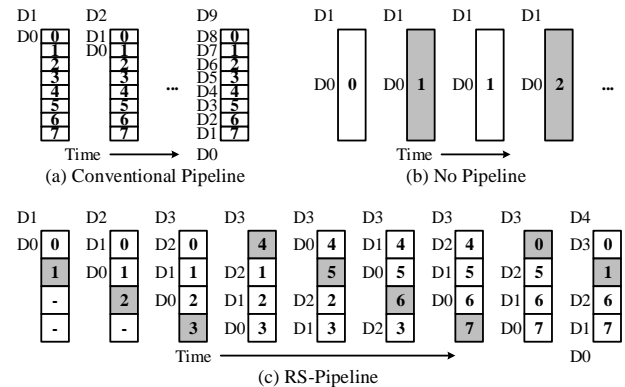 D1 D2 D9
D0 0 D1 0 D8 0
1 D0 1 D7 1
2 2 D6 2
3 3 D5 3
4 4 ... D4 4
5 5 D3 5
6 6 D2 6
7 7 D1 7
Time D0
(a) Conventional Pipeline
D1 D1 D1 D1
D0 0 D0 1 D0 1 D0 2 ...
Time
(b) No Pipeline
D1 D2 D3 D3 D3 D3 D3 D3 D4
D0 0 D1 0 D2 0 4 D0 4 D1 4 D2 4 0 D3 0
1 D0 1 D1 1 D2 1 5 D0 5 D1 5 D2 5 1
- 2 D0 2 D1 2 D2 2 6 D0 6 D1 6 D2 6
- - 3 D0 3 D1 3 D2 3 7 D0 7 D1 7
Time D0
(c) RS-Pipeline